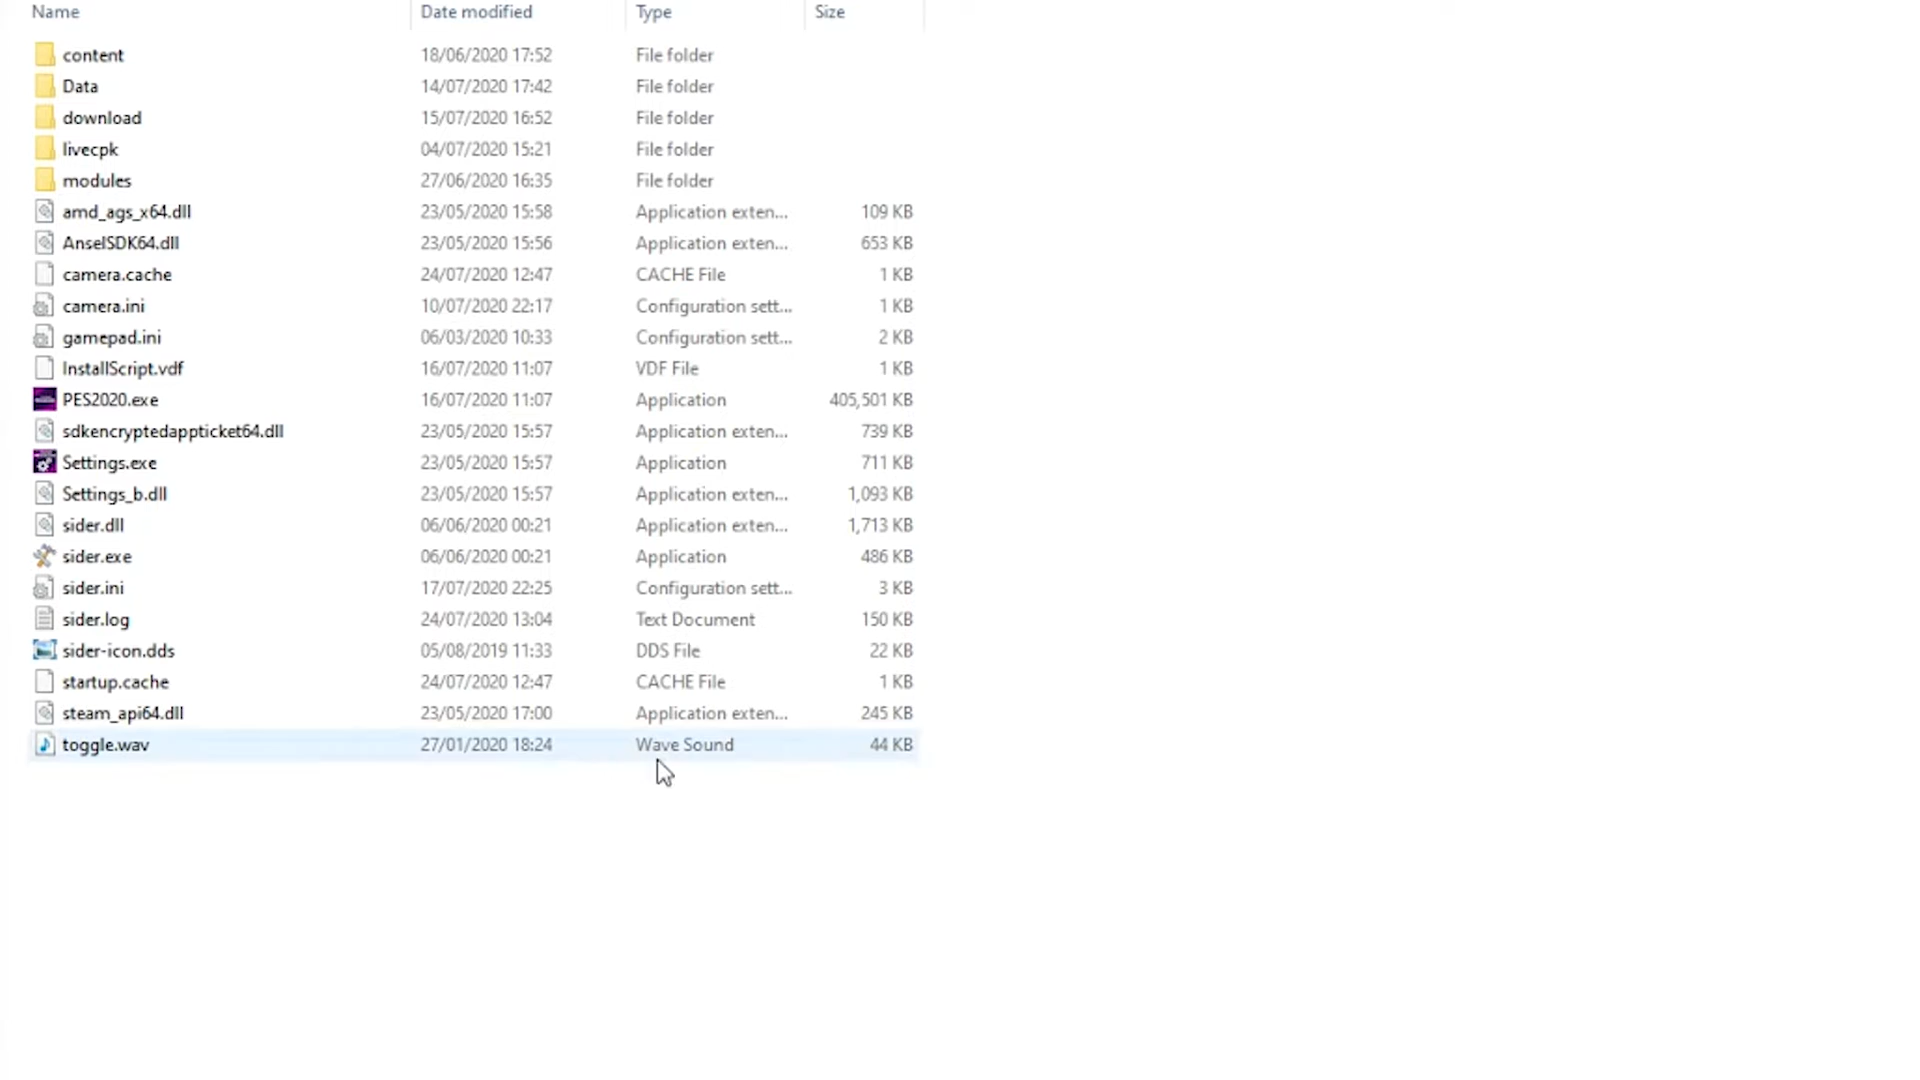 Name Date modified Type Size
content 18/06/2020 17:52 File folder
Data 14/07/2020 17:42 File folder
download 15/07/2020 16:52 File folder
livecpk 04/07/2020 15:21 File folder
modules 27/06/2020 16:35 File folder
amd_ags_x64.dll 23/05/2020 15:58 Application exten... 109 KB
AnselSDK64.dll 23/05/2020 15:56 Application exten... 653 KB
camera.cache 24/07/2020 12:47 CACHE File 1 KB
camera.ini 10/07/2020 22:17 Configuration sett... 1 KB
gamepad.ini 06/03/2020 10:33 Configuration sett... 2 KB
InstallScript.vdf 16/07/2020 11:07 VDF File 1 KB
PES2020.exe 16/07/2020 11:07 Application 405,501 KB
sdkencryptedappticket64.dll 23/05/2020 15:57 Application exten... 739 KB
Settings.exe 23/05/2020 15:57 Application 711 KB
Settings_b.dll 23/05/2020 15:57 Application exten... 1,093 KB
sider.dll 06/06/2020 00:21 Application exten... 1,713 KB
sider.exe 06/06/2020 00:21 Application 486 KB
sider.ini 17/07/2020 22:25 Configuration sett... 3 KB
sider.log 24/07/2020 13:04 Text Document 150 KB
sider-icon.dds 05/08/2019 11:33 DDS File 22 KB
startup.cache 24/07/2020 12:47 CACHE File 1 KB
steam_api64.dll 23/05/2020 17:00 Application exten... 245 KB
toggle.wav 27/01/2020 18:24 Wave Sound 44 KB